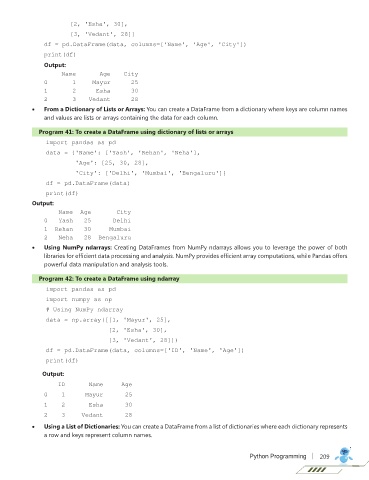 [2, 'Esha', 30],
[3, 'Vedant', 28]]
df = pd.DataFrame(data, columns=['Name', 'Age', 'City'])
print(df)
Output:
Name Age City
0 1 Mayur 25
1 2 Esha 30
2 3 Vedant 28
• From a Dictionary of Lists or Arrays: You can create a DataFrame from a dictionary where keys are column names
and values are lists or arrays containing the data for each column.
Program 41: To create a DataFrame using dictionary of lists or arrays
import pandas as pd
data = {'Name': ['Yash', 'Rehan', 'Neha'],
'Age': [25, 30, 28],
'City': ['Delhi', 'Mumbai', 'Bengaluru']}
df = pd.DataFrame(data)
print(df)
Output:
Name Age City
0 Yash 25 Delhi
1 Rehan 30 Mumbai
2 Neha 28 Bengaluru
• Using NumPy ndarrays: Creating DataFrames from NumPy ndarrays allows you to leverage the power of both
libraries for efficient data processing and analysis. NumPy provides efficient array computations, while Pandas offers
powerful data manipulation and analysis tools.
Program 42: To create a DataFrame using ndarray
import pandas as pd
import numpy as np
# Using NumPy ndarray
data = np.array([[1, 'Mayur', 25],
[2, 'Esha', 30],
[3, 'Vedant', 28]])
df = pd.DataFrame(data, columns=['ID', 'Name', 'Age'])
print(df)
Output:
ID Name Age
0 1 Mayur 25
1 2 Esha 30
2 3 Vedant 28
• Using a List of Dictionaries: You can create a DataFrame from a list of dictionaries where each dictionary represents
a row and keys represent column names.
Python Programming | 209